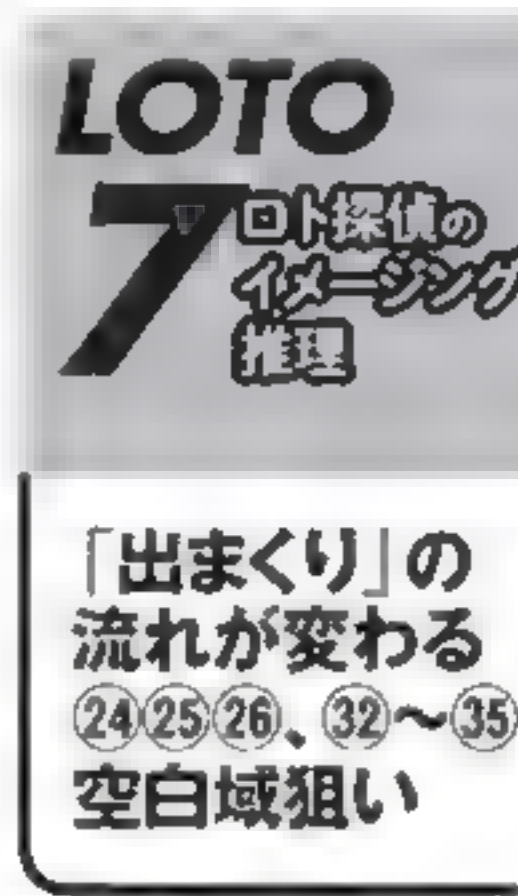 LOTO
7
ロト探偵の
イメージング
推理
「出まくり」の
流れが変わる
㉔㉕㉖、㉜〜㉟
空白域狙い